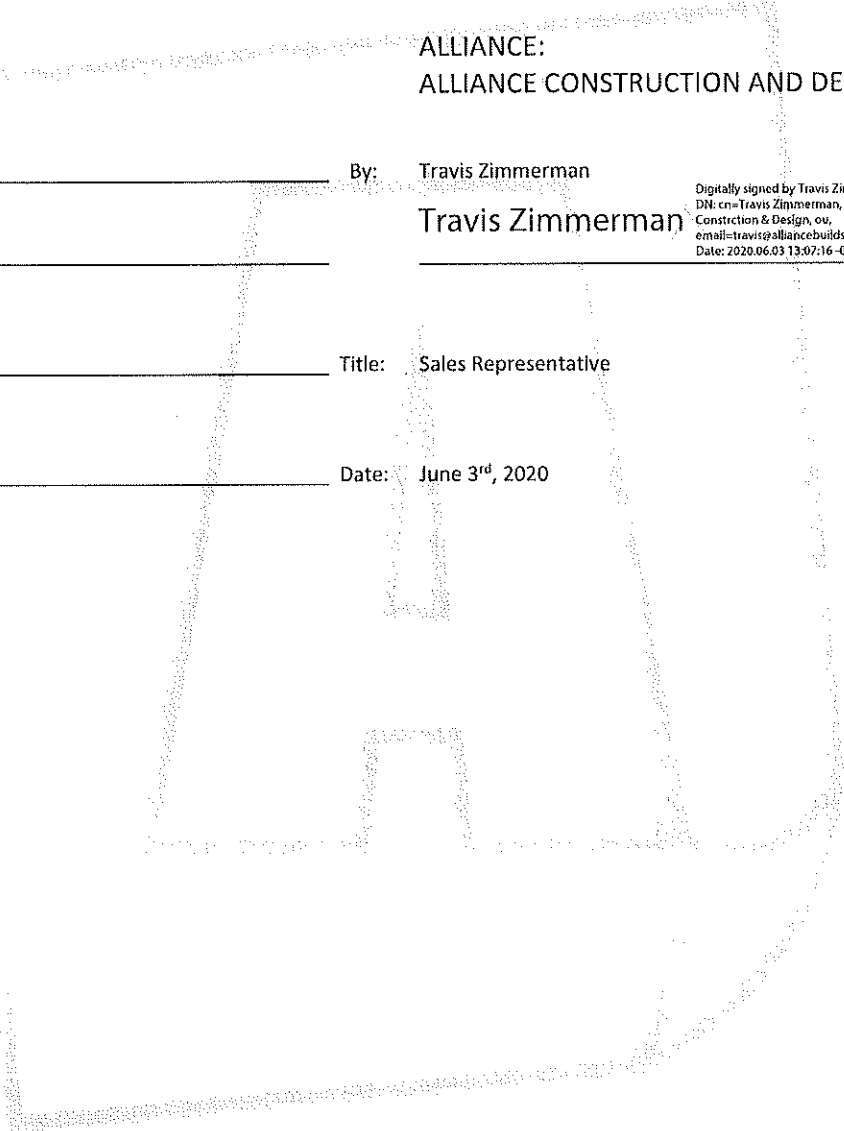 ALLIANCE:
ALLIANCE CONSTRUCTION AND DE
By: Travis Zimmerman
Travis Zimmerman
Digitally signed by Travis Zi
DN: cn=Travis Zimmerman,
Constrction & Design, ou,
email=travis@alliancebuilds
Date: 2020.06.03 13:07:16 -0
Title: Sales Representative
Date: June 3rd, 2020